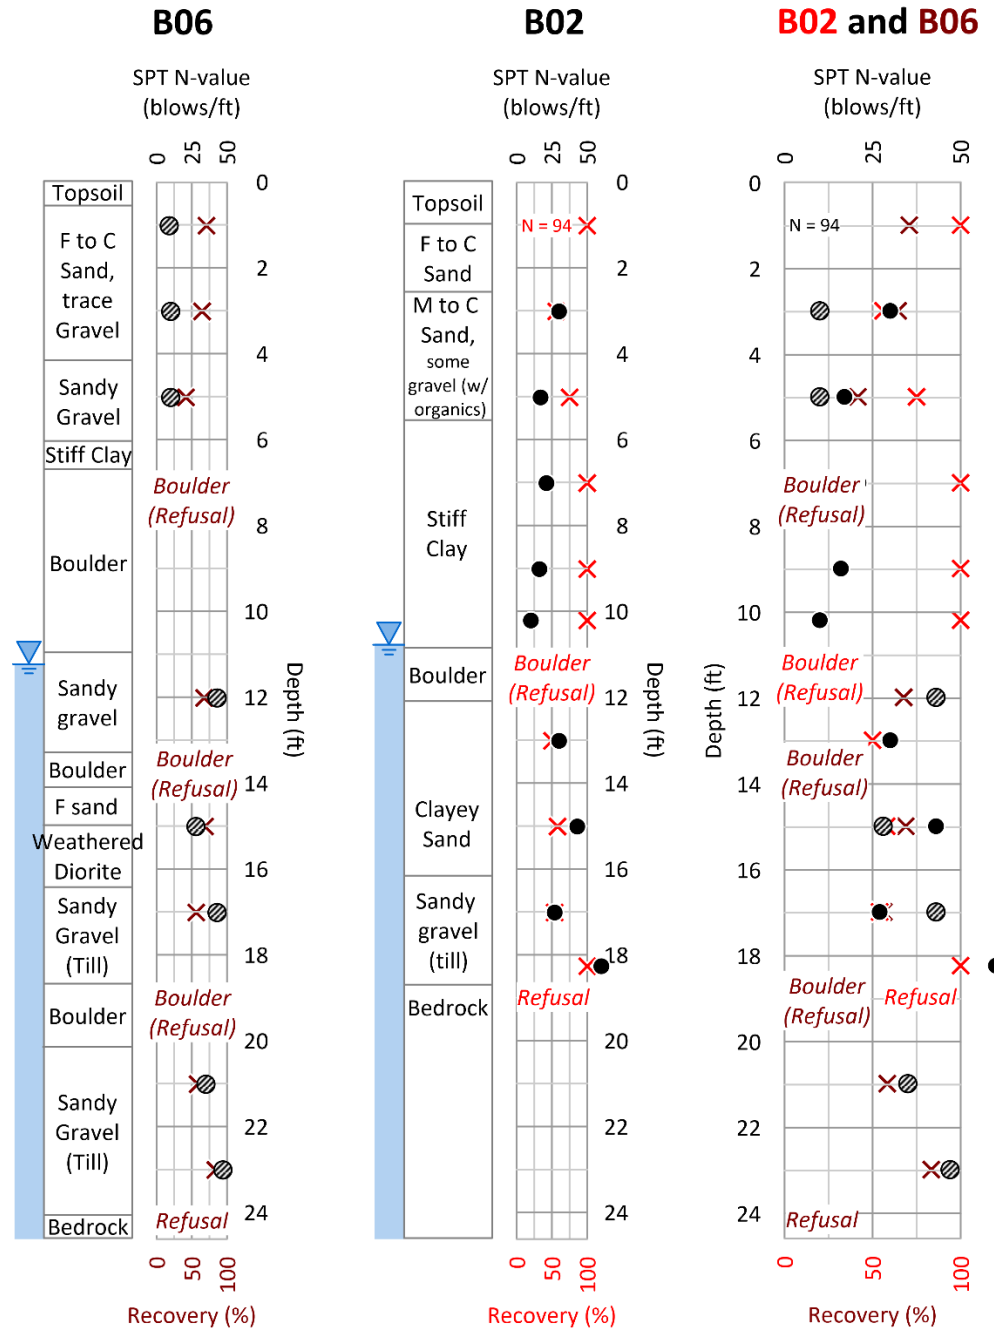 B06
SPT N-value
(blows/ft)
0 25 50
Topsoil
F to C
Sand,
trace
Gravel
Sandy
Gravel
Stiff Clay
Boulder
Sandy
gravel
Boulder
F sand
Weathered
Diorite
Sandy
Gravel
(Till)
Boulder
Sandy
Gravel
(Till)
Bedrock
Boulder
(Refusal)
Boulder
(Refusal)
Boulder
(Refusal)
Refusal
0
2
4
6
8
10
12
14
16
18
20
22
24
Depth (ft)
0 50 100
Recovery (%)
B02
SPT N-value
(blows/ft)
0 25 50
Topsoil
F to C
Sand
M to C
Sand,
some
gravel (w/
organics)
Stiff
Clay
Boulder
Clayey
Sand
Sandy
gravel
(till)
Bedrock
N = 94
Boulder
(Refusal)
Refusal
0
2
4
6
8
10
12
14
16
18
20
22
24
Depth (ft)
0 50 100
Recovery (%)
B02 and B06
SPT N-value
(blows/ft)
0 25 50
0
2
4
6
8
10
12
14
16
18
20
22
24
Depth (ft)
N = 94
Boulder
(Refusal)
Boulder
(Refusal)
Boulder
(Refusal)
Boulder
(Refusal)
Refusal
Refusal
0 50 100
Recovery (%)